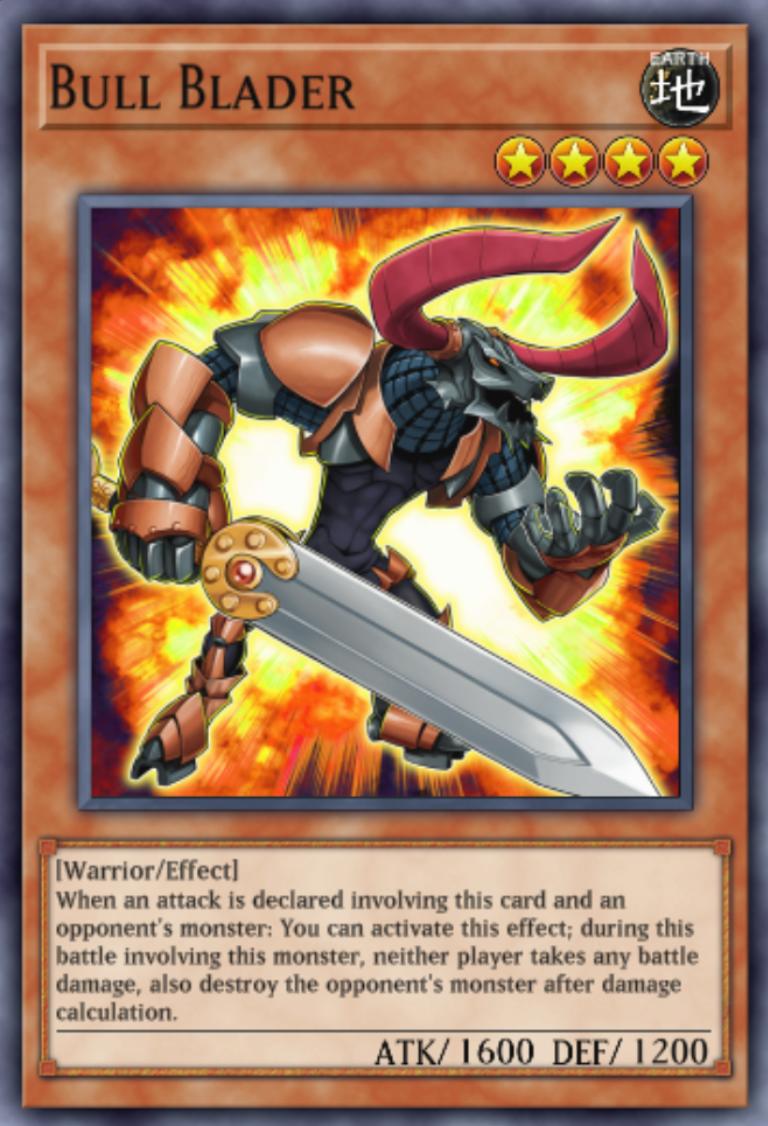 BULL BLADER
EARTH
地
[Warrior/Effect]
When an attack is declared involving this card and an
opponent's monster: You can activate this effect; during this
battle involving this monster, neither player takes any battle
damage, also destroy the opponent's monster after damage
calculation.
ATK/ 1600 DEF/ 1200